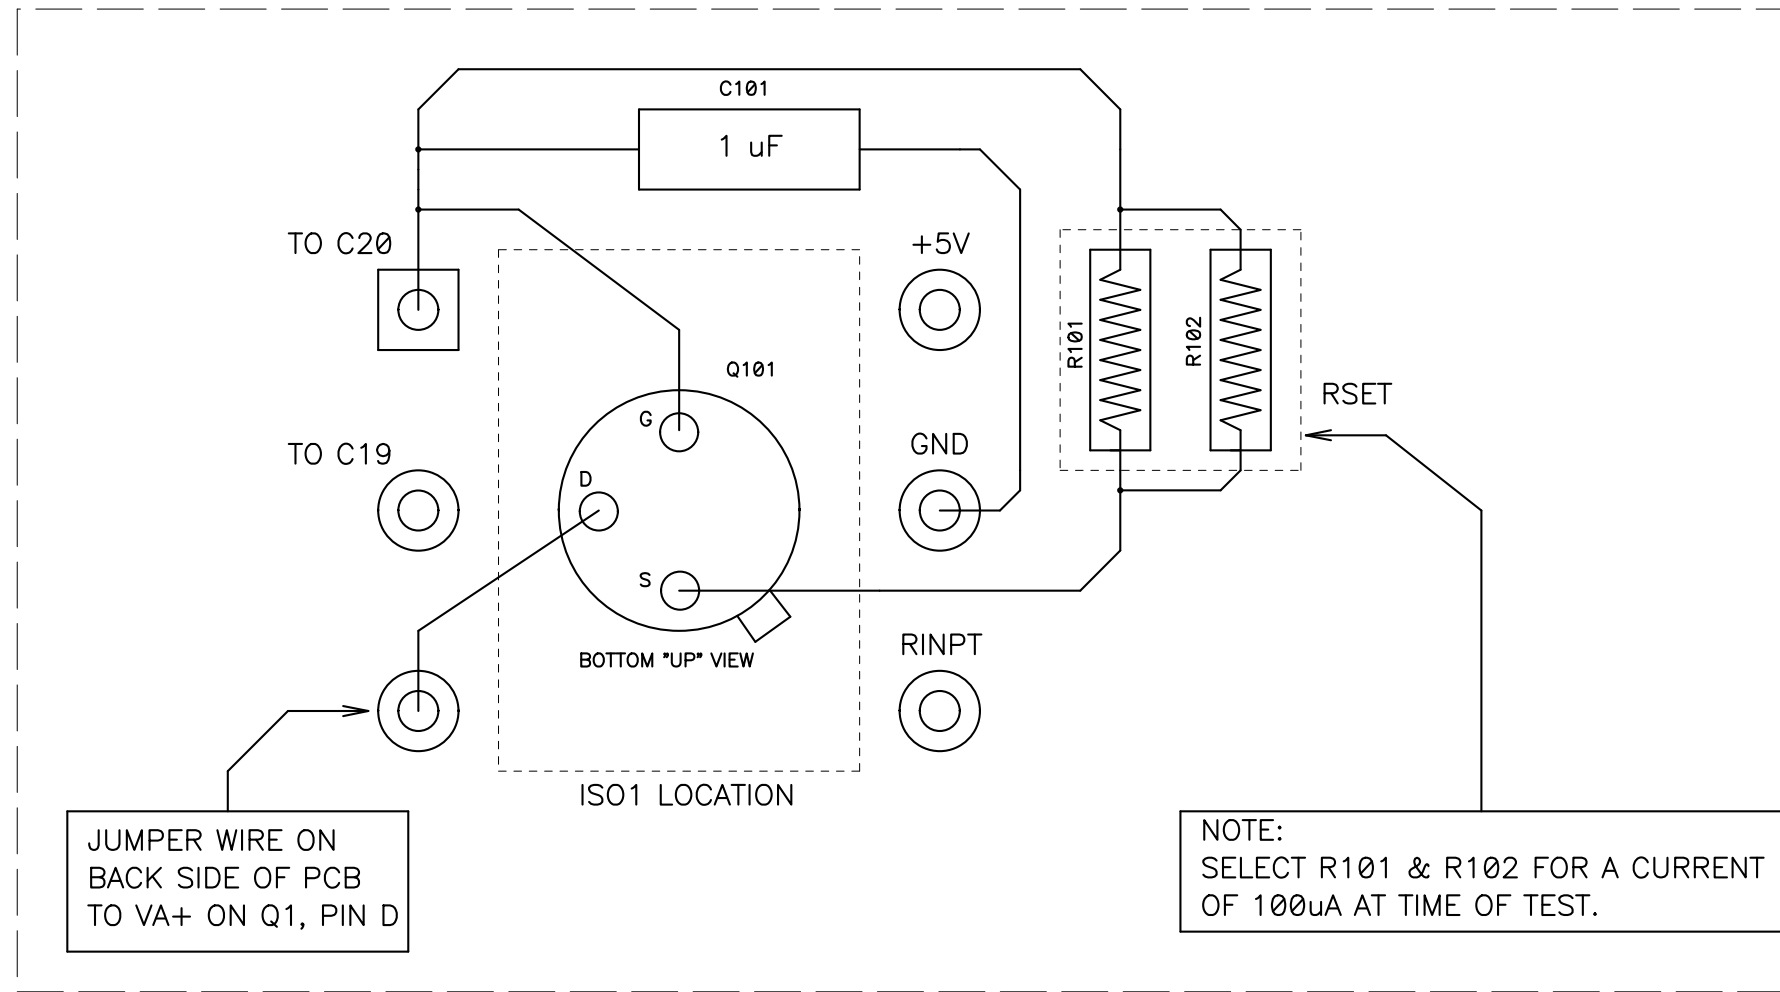 C101
1 uF
TO C20
+5V
Q101
R101
R102
RSET
G
TO C19
GND
D
S
BOTTOM "UP" VIEW
RINPT
ISO1 LOCATION
JUMPER WIRE ON
BACK SIDE OF PCB
TO VA+ ON Q1, PIN D
NOTE:
SELECT R101 & R102 FOR A CURRENT
OF 100uA AT TIME OF TEST.